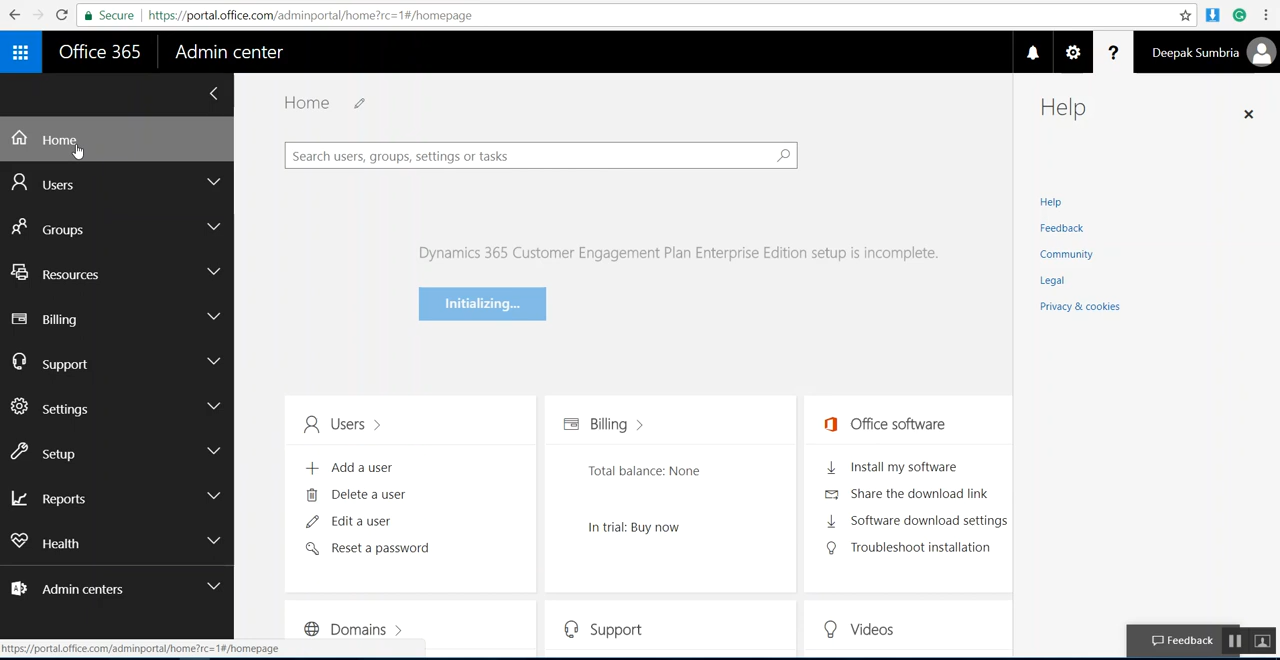 Secure
https://portal.office.com/adminportal/home?rc=1#/homepage
Office 365
Admin center
?
Deepak Sumbria
Home
Users
Groups
Resources
Billing
Support
Settings
Setup
Reports
Health
Admin centers
https://portal.office.com/adminportal/home?rc=1#/homepage
Home
Search users, groups, settings or tasks
Dynamics 365 Customer Engagement Plan Enterprise Edition setup is incomplete.
Initializing...
Users
Add a user
Delete a user
Edit a user
Reset a password
Billing
Total balance: None
In trial: Buy now
Office software
Install my software
Share the download link
Software download settings
Troubleshoot installation
Domains
Support
Videos
Help
Help
Feedback
Community
Legal
Privacy & cookies
Feedback